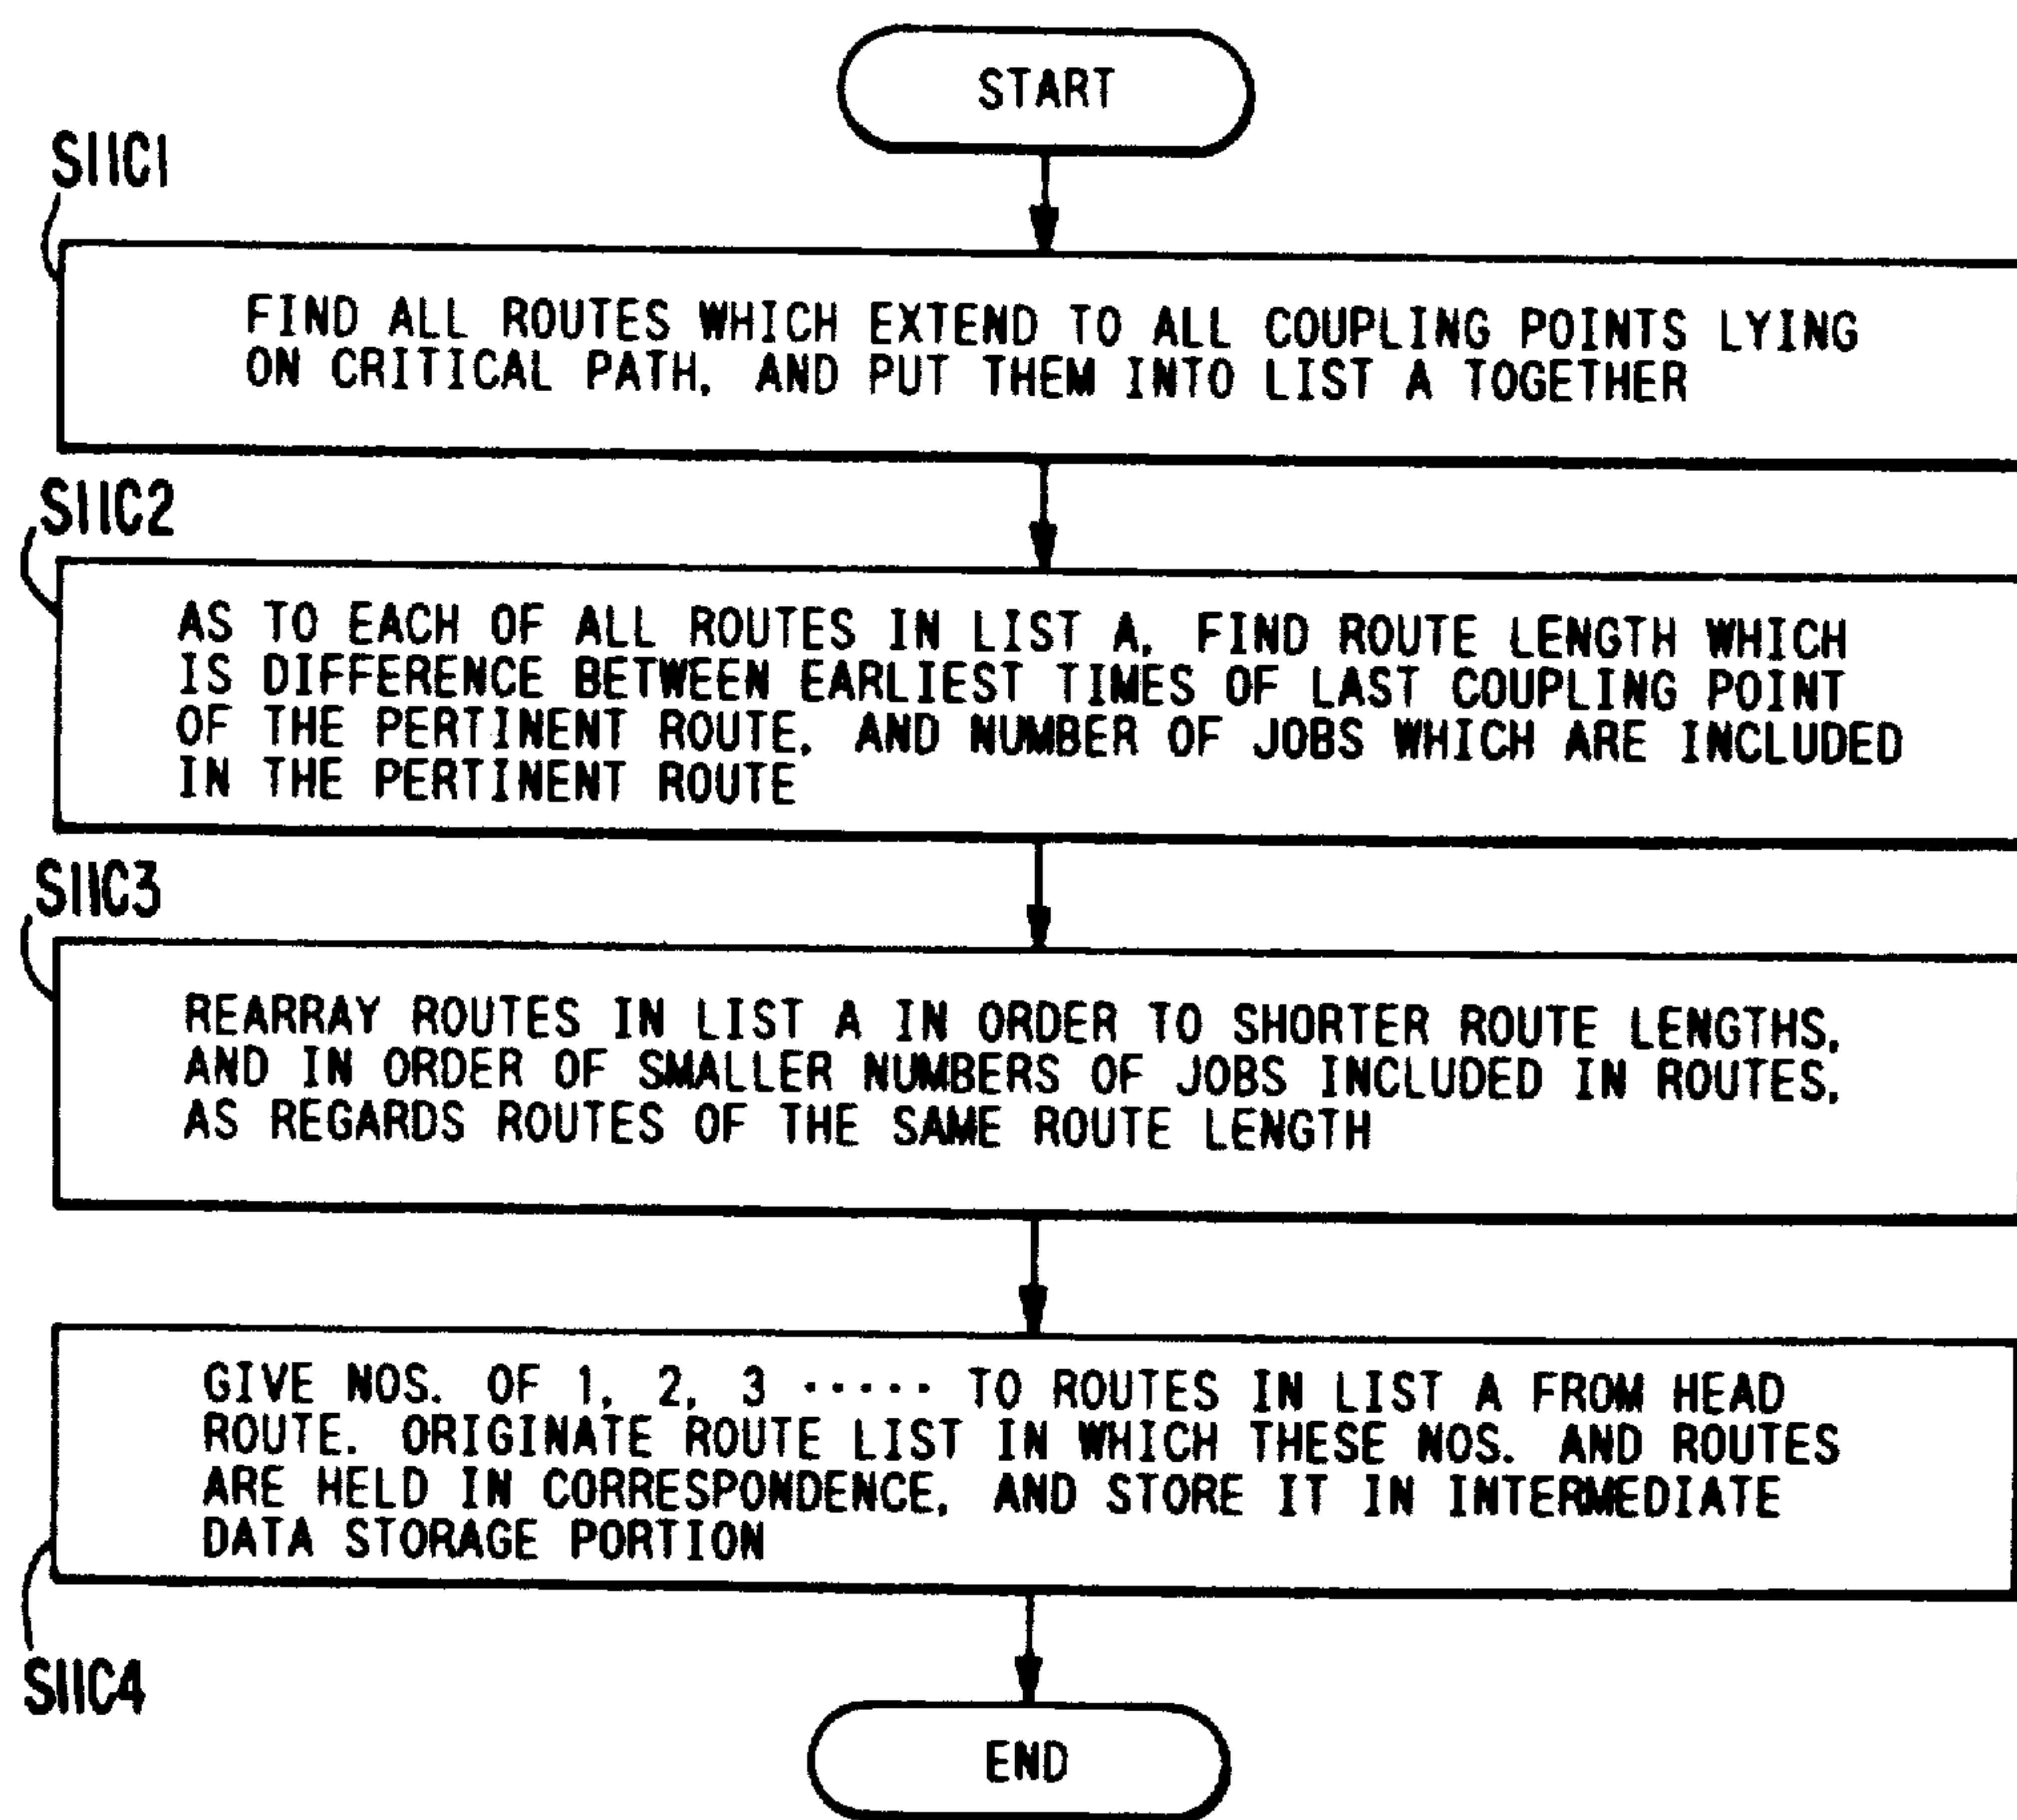 START
S11C1
FIND ALL ROUTES WHICH EXTEND TO ALL COUPLING POINTS LYING
ON CRITICAL PATH, AND PUT THEM INTO LIST A TOGETHER
S11C2
AS TO EACH OF ALL ROUTES IN LIST A, FIND ROUTE LENGTH WHICH
IS DIFFERENCE BETWEEN EARLIEST TIMES OF LAST COUPLING POINT
OF THE PERTINENT ROUTE, AND NUMBER OF JOBS WHICH ARE INCLUDED
IN THE PERTINENT ROUTE
S11C3
REARRAY ROUTES IN LIST A IN ORDER TO SHORTER ROUTE LENGTHS,
AND IN ORDER OF SMALLER NUMBERS OF JOBS INCLUDED IN ROUTES,
AS REGARDS ROUTES OF THE SAME ROUTE LENGTH
GIVE NOS. OF 1, 2, 3 ····· TO ROUTES IN LIST A FROM HEAD
ROUTE. ORIGINATE ROUTE LIST IN WHICH THESE NOS. AND ROUTES
ARE HELD IN CORRESPONDENCE, AND STORE IT IN INTERMEDIATE
DATA STORAGE PORTION
S11C4
END